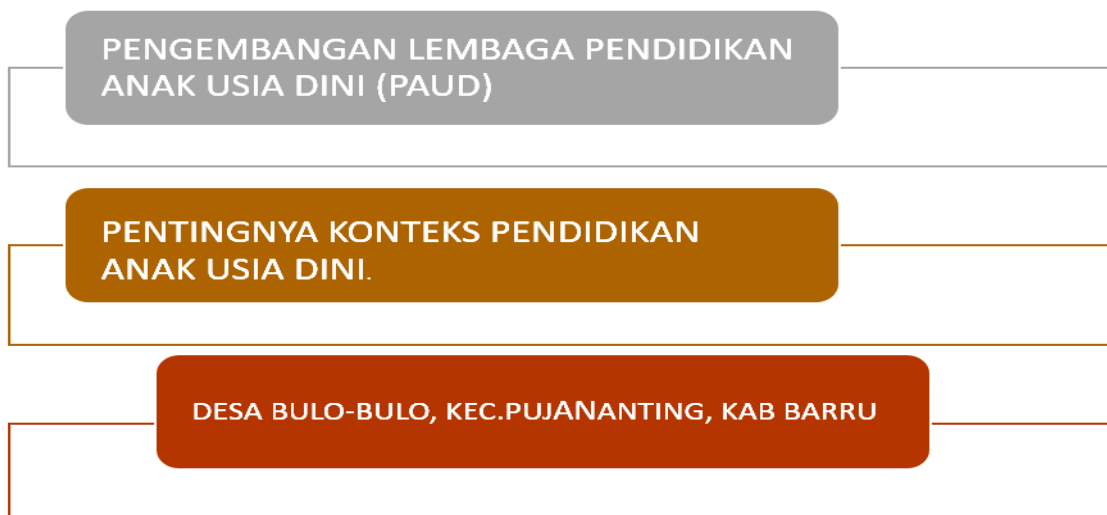 PENGEMBANGAN LEMBAGA PENDIDIKAN
ANAK USIA DINI (PAUD)
PENTINGNYA KONTEKS PENDIDIKAN
ANAK USIA DINI.
DESA BULO-BULO, KEC.PUJANANTING, KAB BARRU